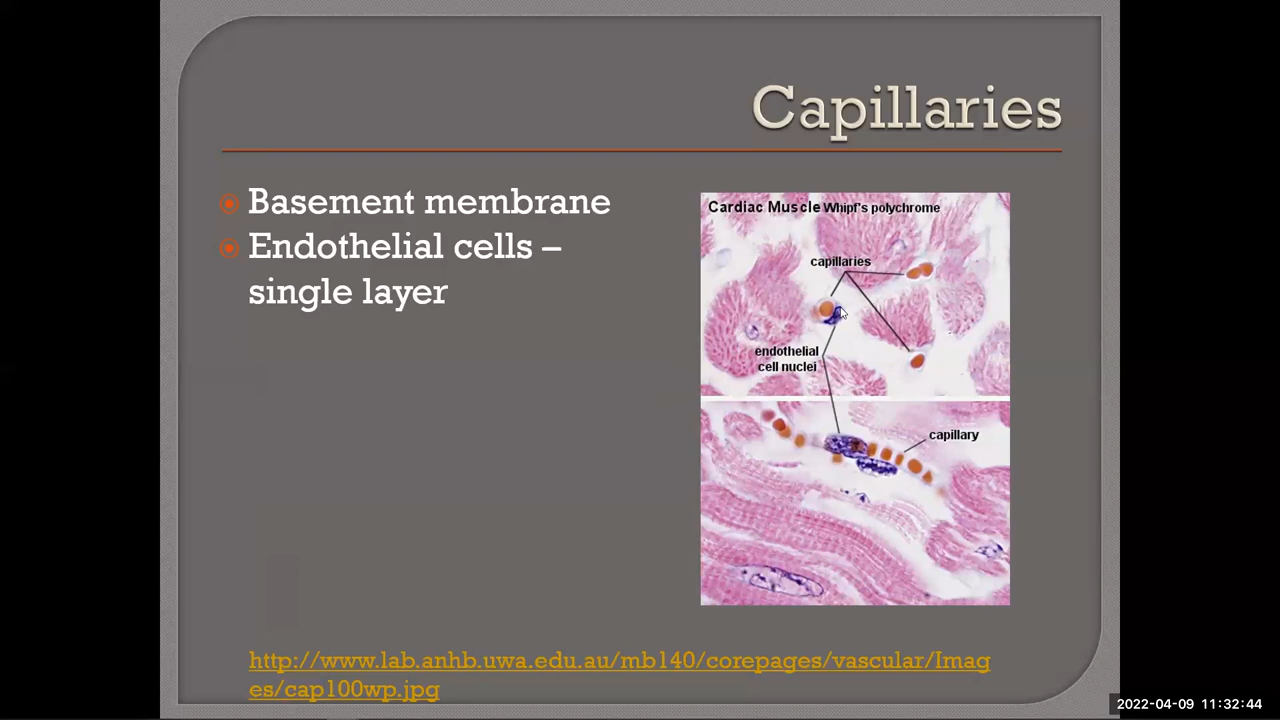 Capillaries
Basement membrane
Endothelial cells –
single layer
Cardiac Muscle Whipf's polychrome
capillaries
endothelial
cell nuclei
capillary
http://www.lab.anhb.uwa.edu.au/mb140/corepages/vascular/Imag
es/cap100wp.jpg
2022-04-09 11:32:44